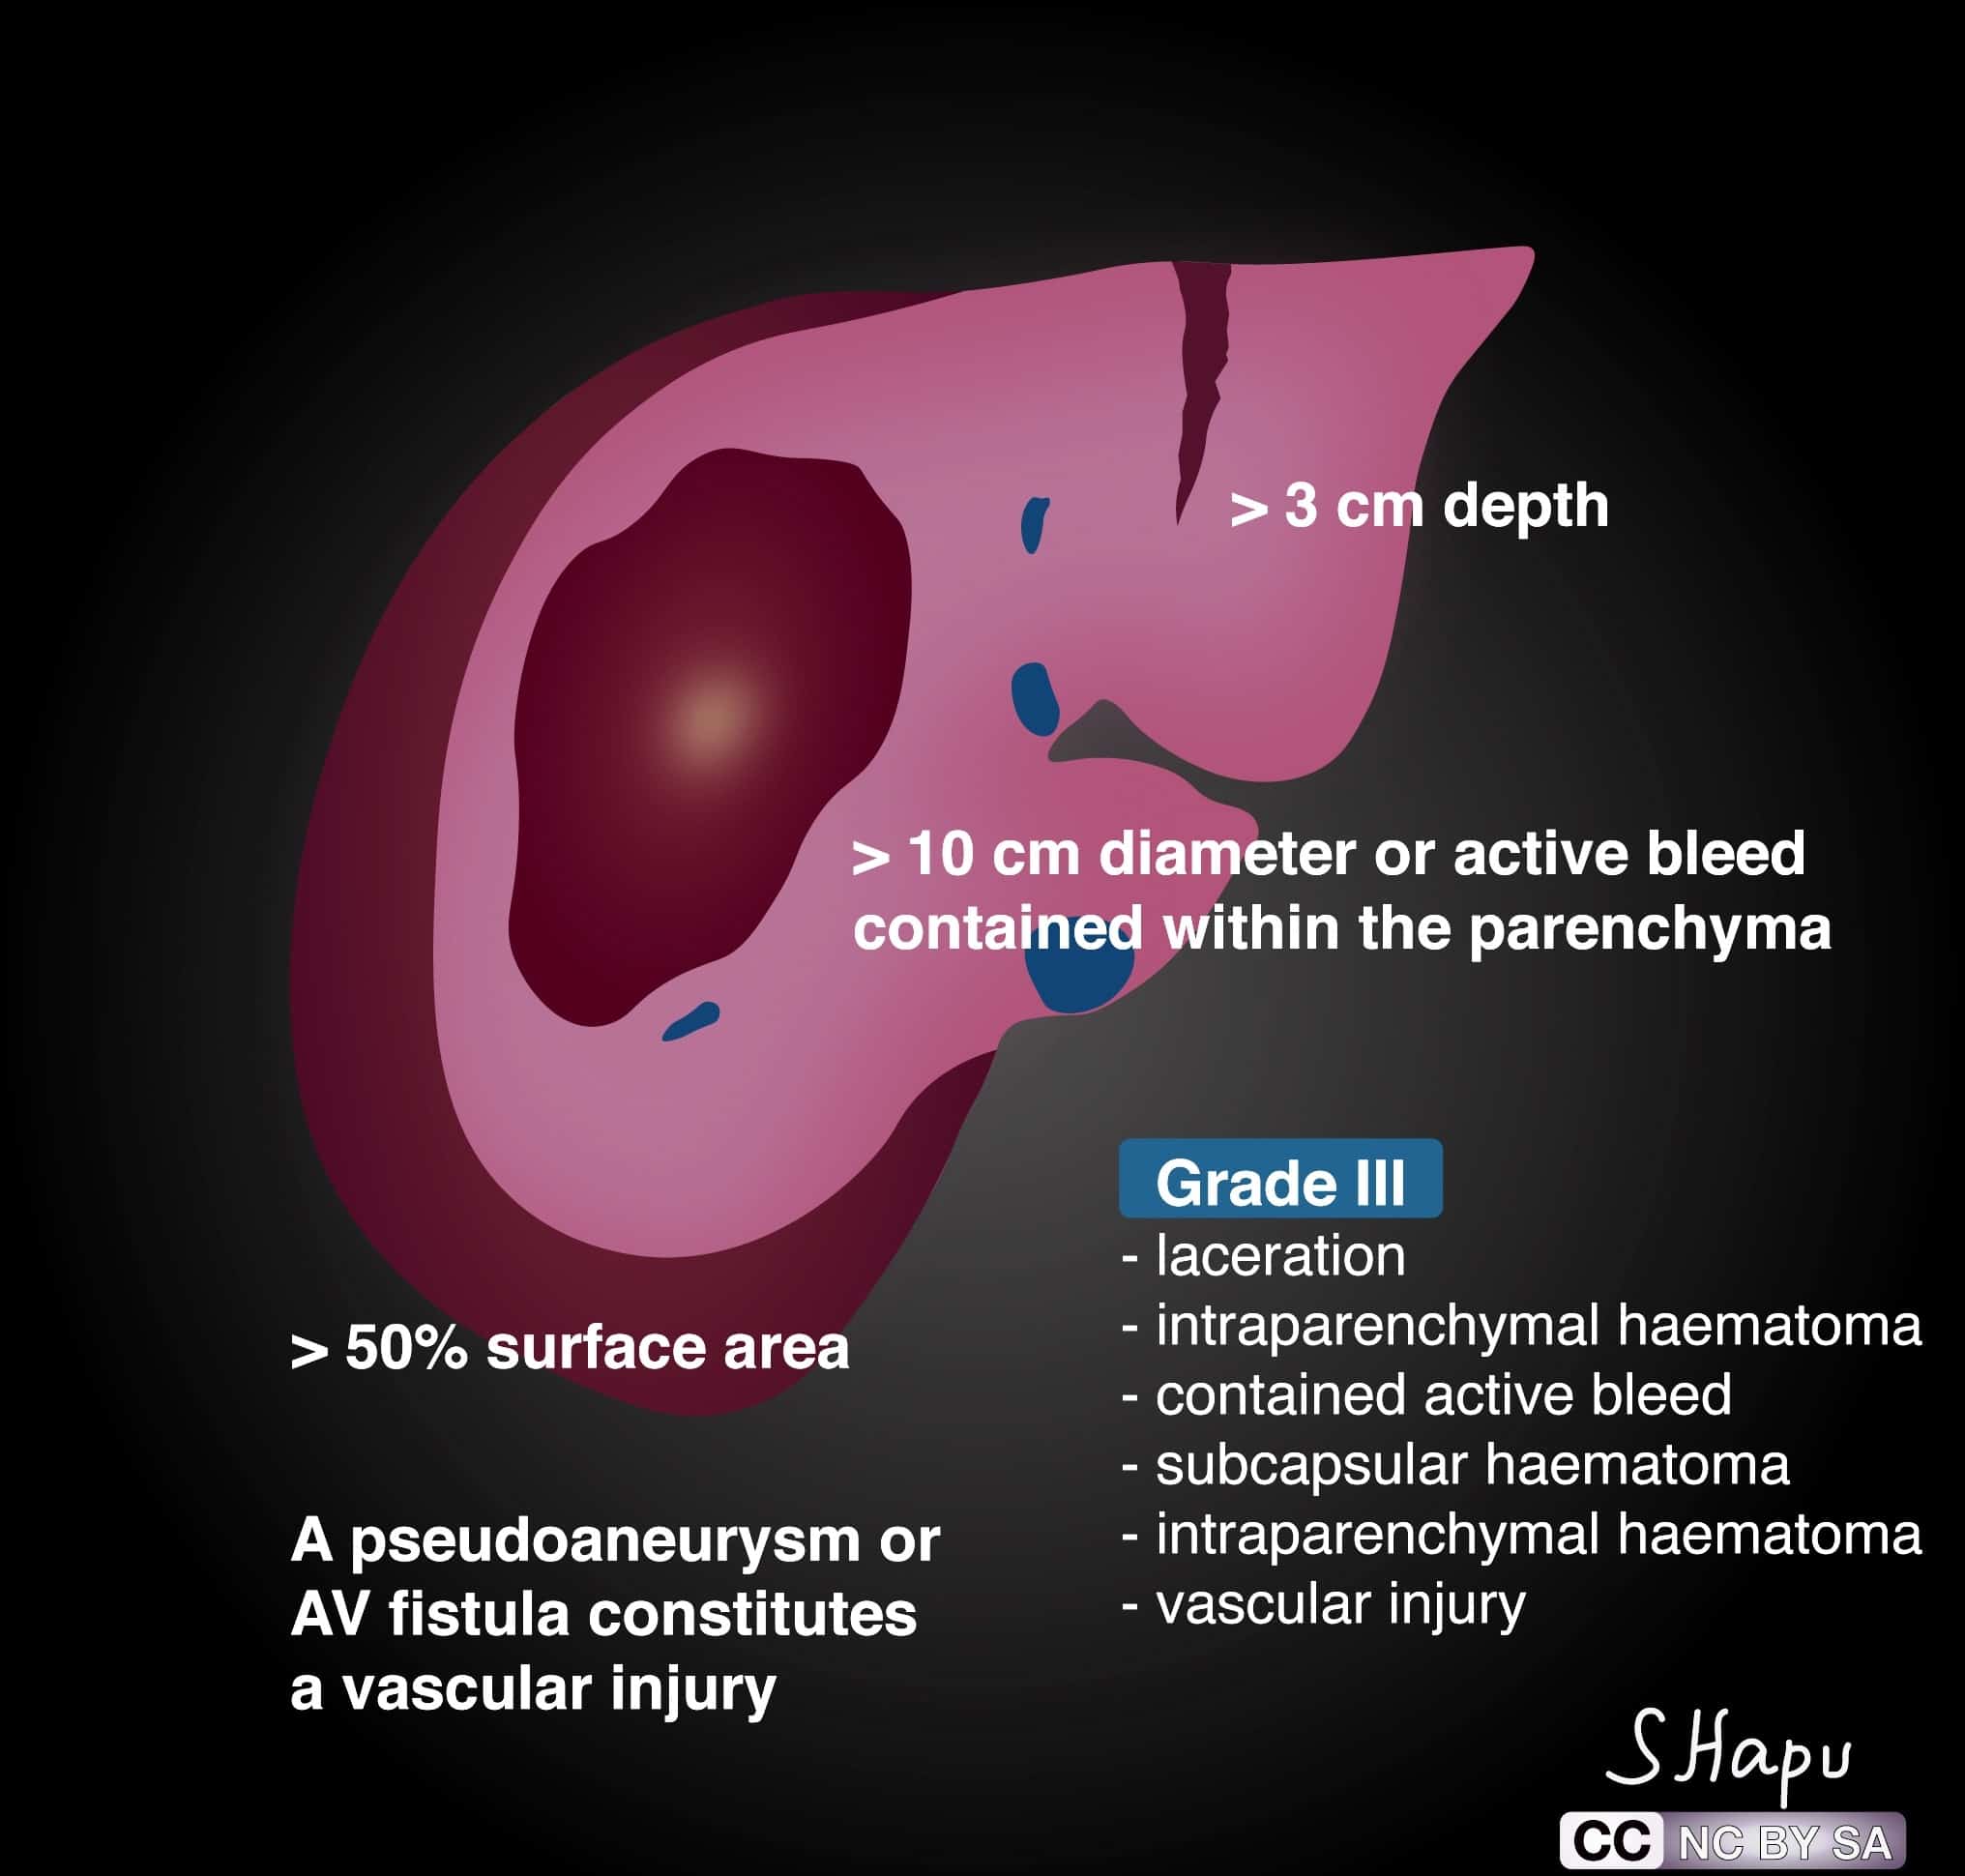 > 3 cm depth
> 10 cm diameter or active bleed
contained within the parenchyma
> 50% surface area
A pseudoaneurysm or
AV fistula constitutes
a vascular injury
Grade III
- laceration
- intraparenchymal haematoma
- contained active bleed
- subcapsular haematoma
- intraparenchymal haematoma
- vascular injury
SHapu
CC NC BY SA